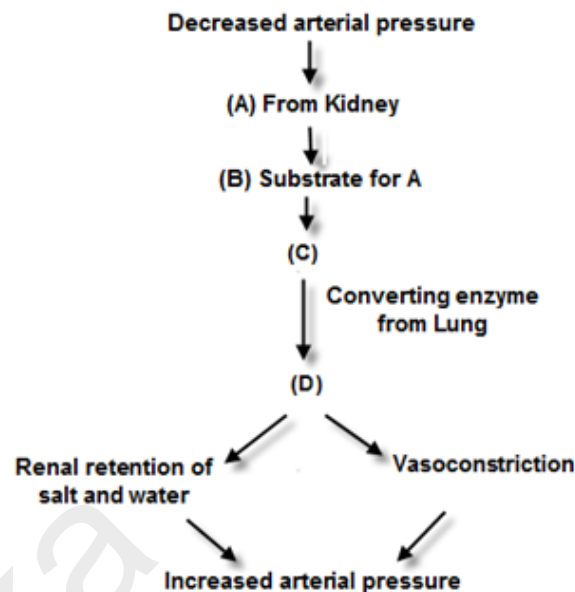 Decreased arterial pressure
(A) From Kidney
(B) Substrate for A
(C)
Converting enzyme
from Lung
(D)
Renal retention of
salt and water
Vasoconstriction
Increased arterial pressure